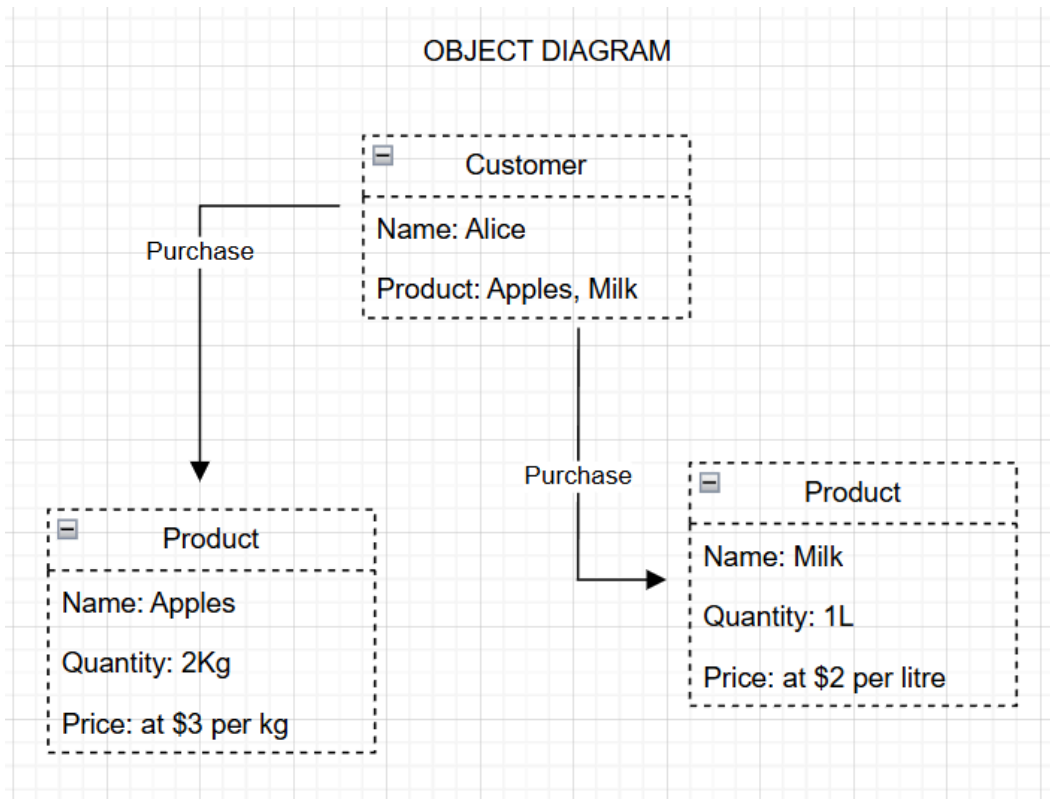 OBJECT DIAGRAM
Customer
Name: Alice
Product: Apples, Milk
Purchase
Purchase
Product
Name: Apples
Quantity: 2Kg
Price: at $3 per kg
Product
Name: Milk
Quantity: 1L
Price: at $2 per litre